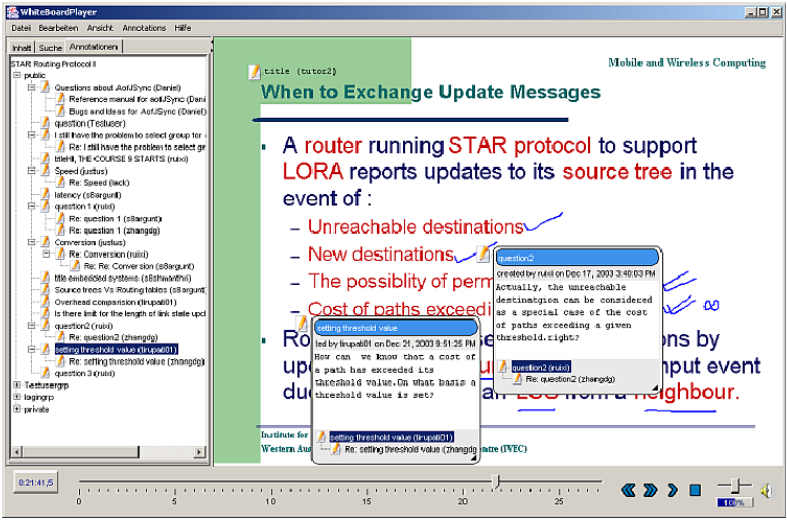 WhiteBoardPlayer
Datei Bearbeiten Ansicht Annotations Hilfe
Inhalt Suche Annotationen
STAR Routing Protocol II
public
Questions about AofJSync (Daniel)
Reference manual for aofJSync (Dani
Bugs and Ideas for AofJSync (Daniel)
question (Testuser)
I still have the problem to select group for
Re: I still have the problem to select gr
titleHI, THE COURSE 9 STARTS (ruixi)
Speed (justus)
Re: Speed (lack)
latency (s8argunt)
question 1 (ruixi)
Re: question 1 (s8argunt)
Re: question 1 (zhangdg)
Conversion (justus)
Re: Conversion (ruixi)
Re: Re: Conversion (s8argunt)
title embedded systems
Source trees Vs Routing tables (s8argunt
Overhead comparision (tirupati01)
Is there limit for the length of link state upd
question2 (ruixi)
Re: question2 (zhangdg)
setting threshold value (tirupati01)
Re: setting threshold value (zhangdg)
question 3 (ruixi)
Testusergrp
logingrp
private
title (tutor2)
Mobile and Wireless Computing
When to Exchange Update Messages
A router running STAR protocol to support
LORA reports updates to its source tree in the
event of :
– Unreachable destinations
– New destinations
– The possiblity of perm
– Cost of paths exceedi
∞
Ro se ons by
upd u nput event
due an LOS from a neighbour.
question2
created by ruixi on Dec 17, 2003 3:40:03 PM
Actually, the unreachable
destinatgion can be considered
as a special case of the cost
of paths exceeding a given
threshold.right?
question2 (ruixi)
Re: question2 (zhangdg)
setting threshold value
ted by tirupati01 on Dec 21, 2003 9:51:25 PM
How can we know that a cost of
a path has exceeded its
threshold value.On what basis a
threshold value is set?
setting threshold value (tirupati01)
Re: setting threshold value (zhangdg
Institute for
Western Aus entre (IVEC)
0:21:41,5
0 5 10 15 20 25
100%